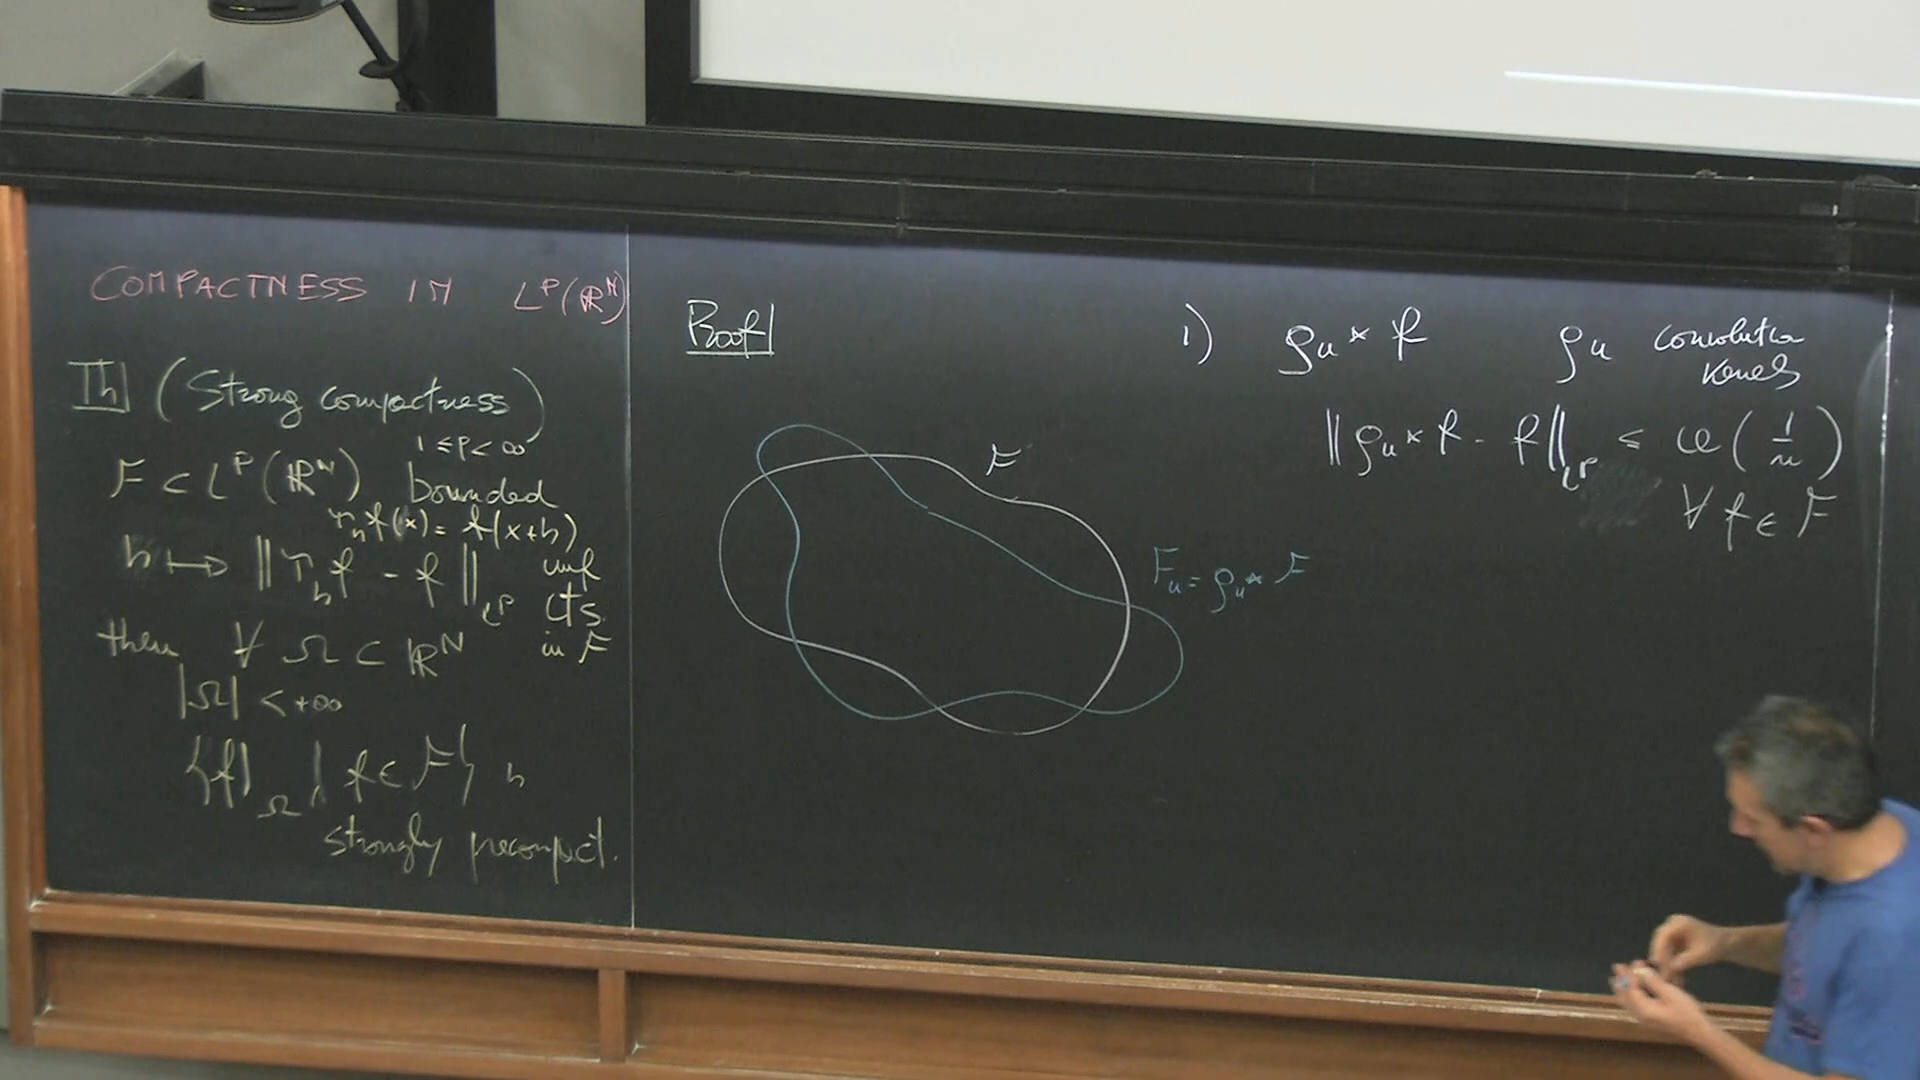 COMPACTNESS IN L^P(ℝ^N)
Th (Strong compactness)
1 ≤ p < ∞
F ⊂ L^P(ℝ^N) bounded
τ_h f(x) = f(x+h)
h ↦ ‖τ_h f - f‖_{L^P} unif
cts.
in F
then ∀ Ω ⊂ ℝ^N
|Ω| < +∞
{f|_Ω | f ∈ F} is
strongly precompact.
Proof
F
F_n = ρ_n * F
1) ρ_n * f ρ_n convolution
kernels
‖ρ_n * f - f‖_{L^P} ≤ ω(1/n)
∀ f ∈ F